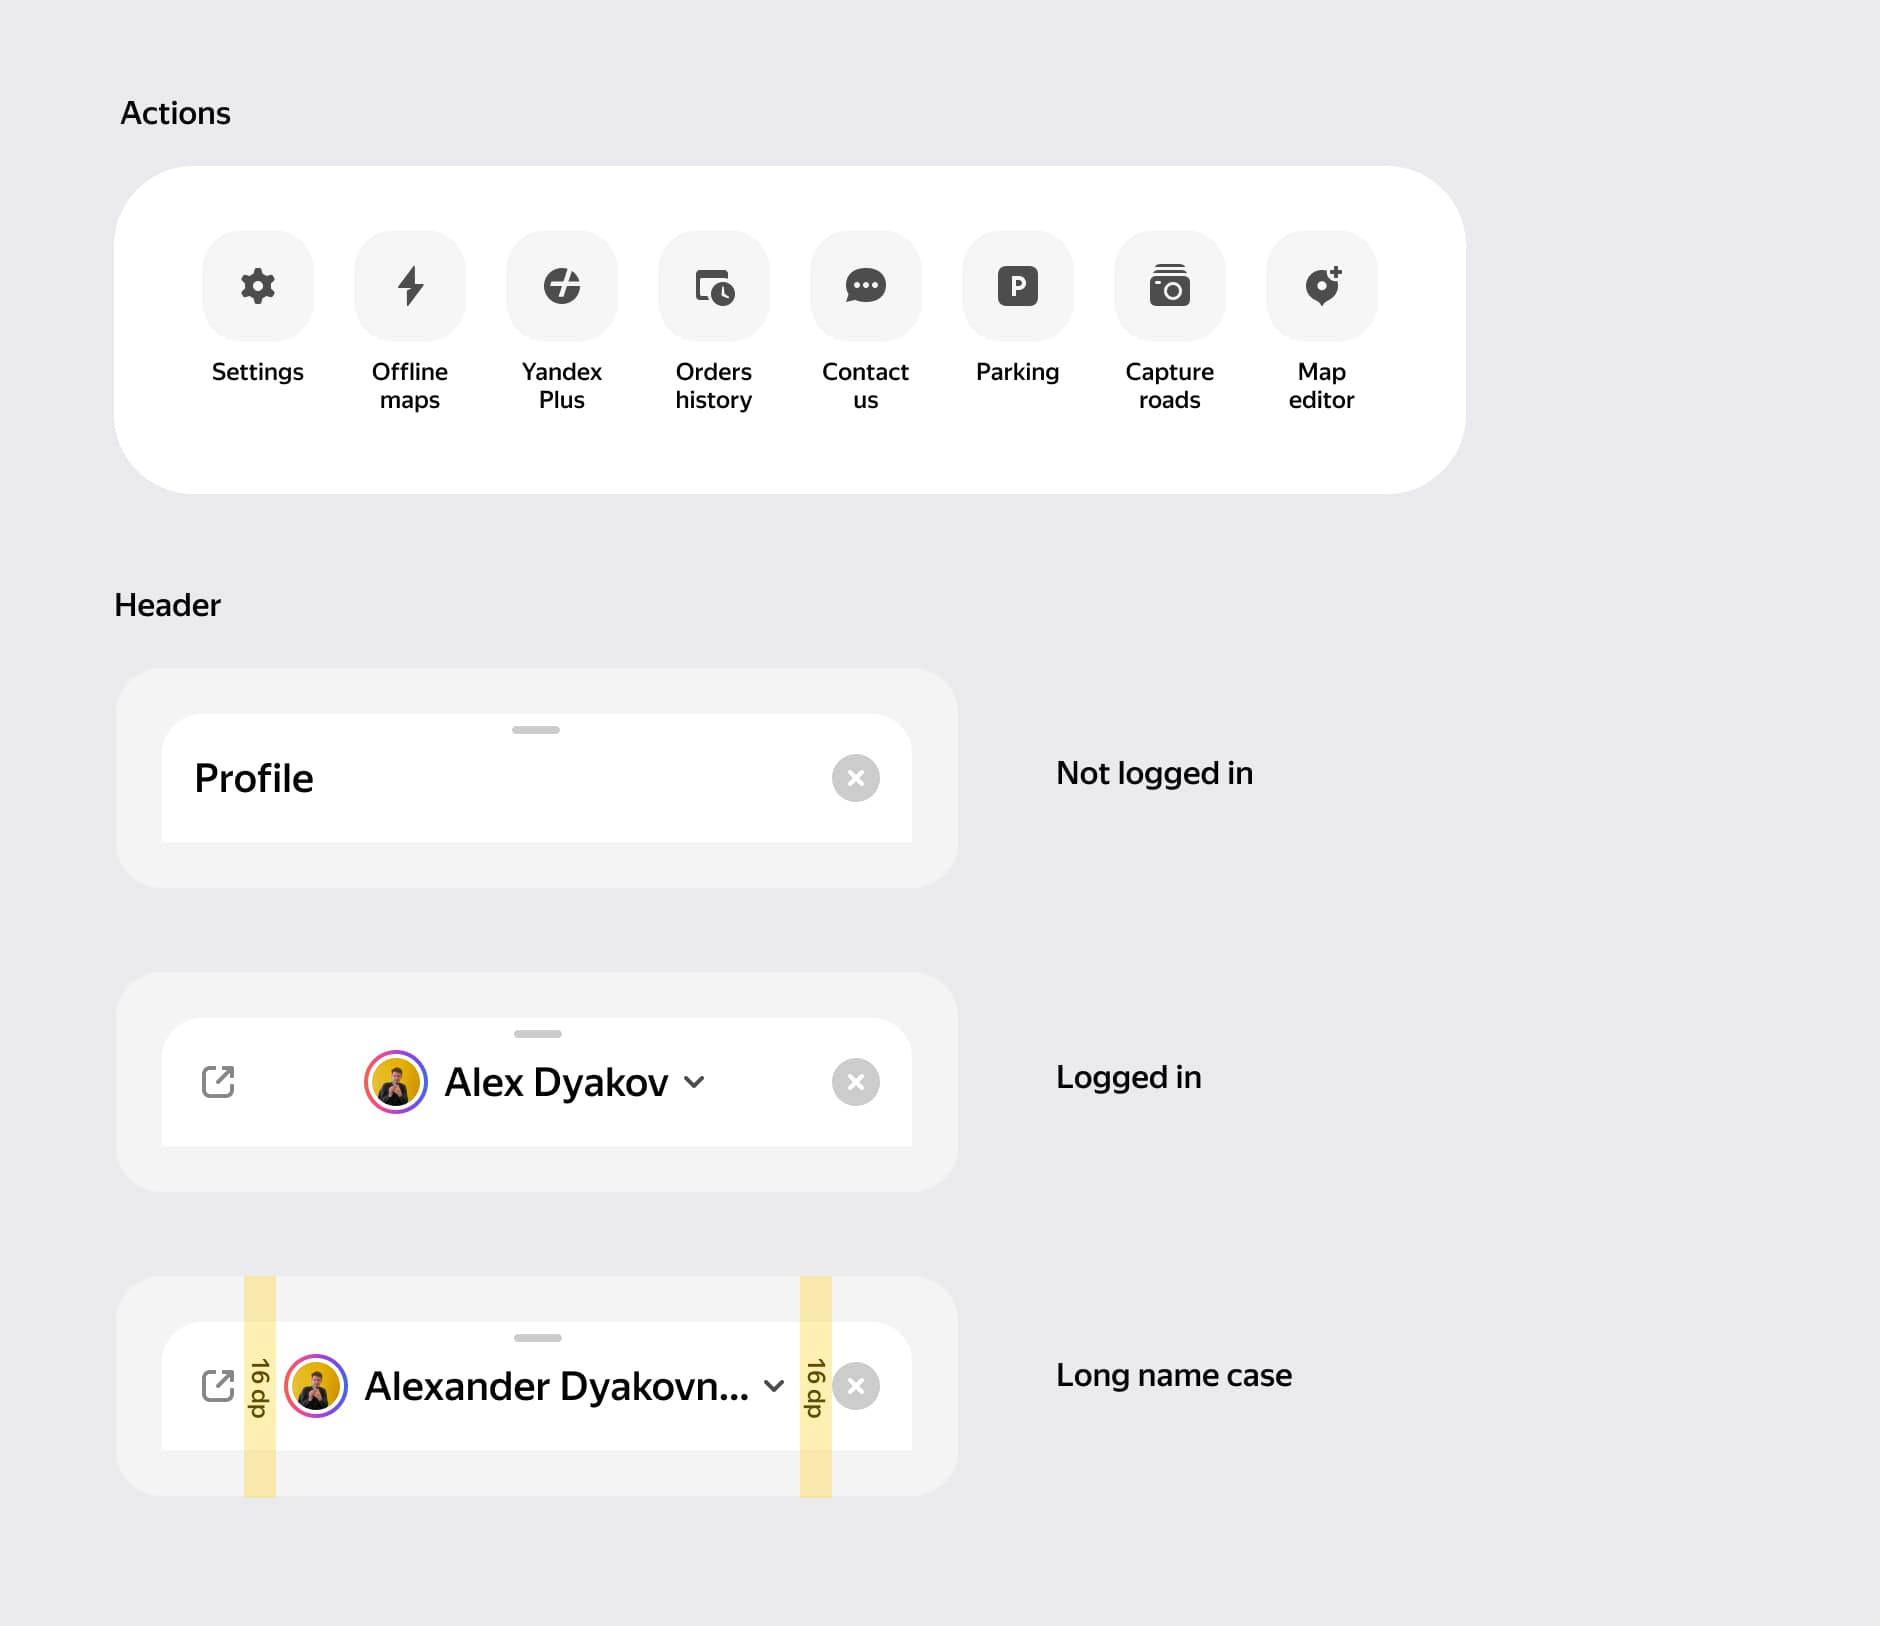 Actions
P
Settings
Offline
maps
Yandex
Plus
Orders
history
Contact
us
Parking
Capture
roads
Map
editor
Header
Profile
Not logged in
Alex Dyakov
Logged in
16 dp
Alexander Dyakovn...
16 dp
Long name case